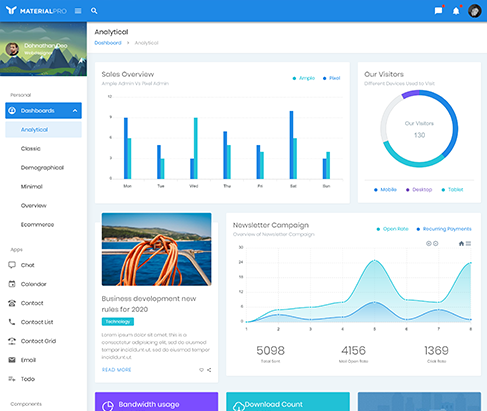 MATERIALPRO
Analytical
Dashboard > Analytical
Personal
Dashboards
Analytical
Classic
Demographical
Minimal
Overview
Ecommerce
Apps
Chat
Calendar
Contact
Contact List
Contact Grid
Email
Todo
Components
Sales Overview
Ample Admin Vs Pixel Admin
Ample Pixel
10
8
6
4
2
0
Mon Tue Wed Thu Fri Sat Sun
Our Visitors
Different Devices Used to Visit
Our Visitors
130
Mobile Desktop Tablet
Business development new
rules for 2020
Technology
Lorem ipsum dolor sit amet, this is a
consectetur adipisicing elit, sed do eiusmod
tempor incididunt ut, sed do eiusmod
tempor incididunt ut
READ MORE
Newsletter Campaign
Overview of Newsletter Campaign
Open Rate Recurring Payments
30
24
18
12
6
0
1 2 3 4 5 6 7 8
5098 4156 1369
Total Sent Mail Open Rate Click Rate
Bandwidth usage
Download Count